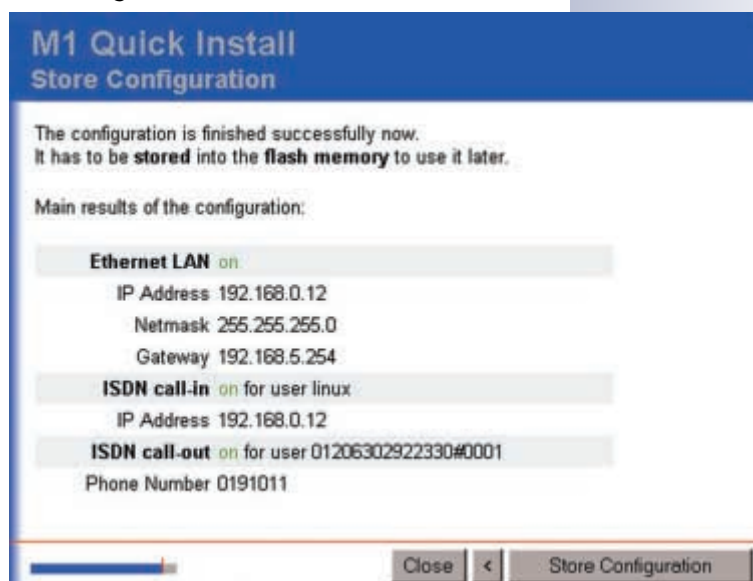 M1 Quick Install
Store Configuration
The configuration is finished successfully now.
It has to be stored into the flash memory to use it later.
Main results of the configuration:
Ethernet LAN on
IP Address 192.168.0.12
Netmask 255.255.255.0
Gateway 192.168.5.254
ISDN call-in on for user linux
IP Address 192.168.0.12
ISDN call-out on for user 01206302922330#0001
Phone Number 0191011
Close < Store Configuration